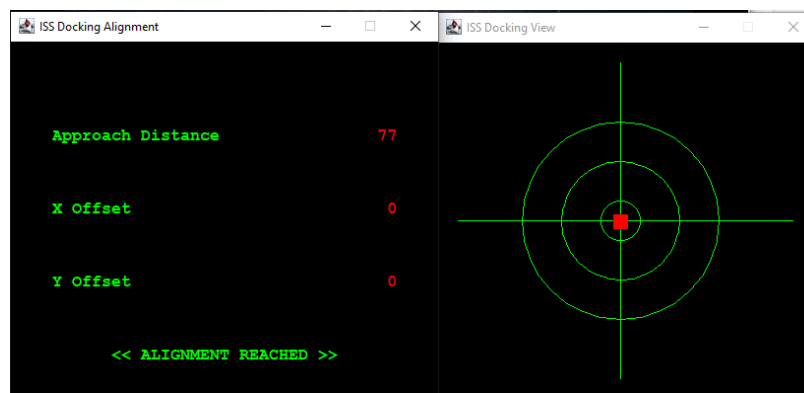 ISS Docking Alignment
Approach Distance 77
X Offset 0
Y Offset 0
<< ALIGNMENT REACHED >>
ISS Docking View